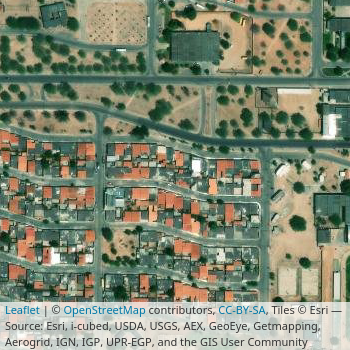 Leaflet | © OpenStreetMap contributors, CC-BY-SA, Tiles © Esri —
Source: Esri, i-cubed, USDA, USGS, AEX, GeoEye, Getmapping,
Aerogrid, IGN, IGP, UPR-EGP, and the GIS User Community